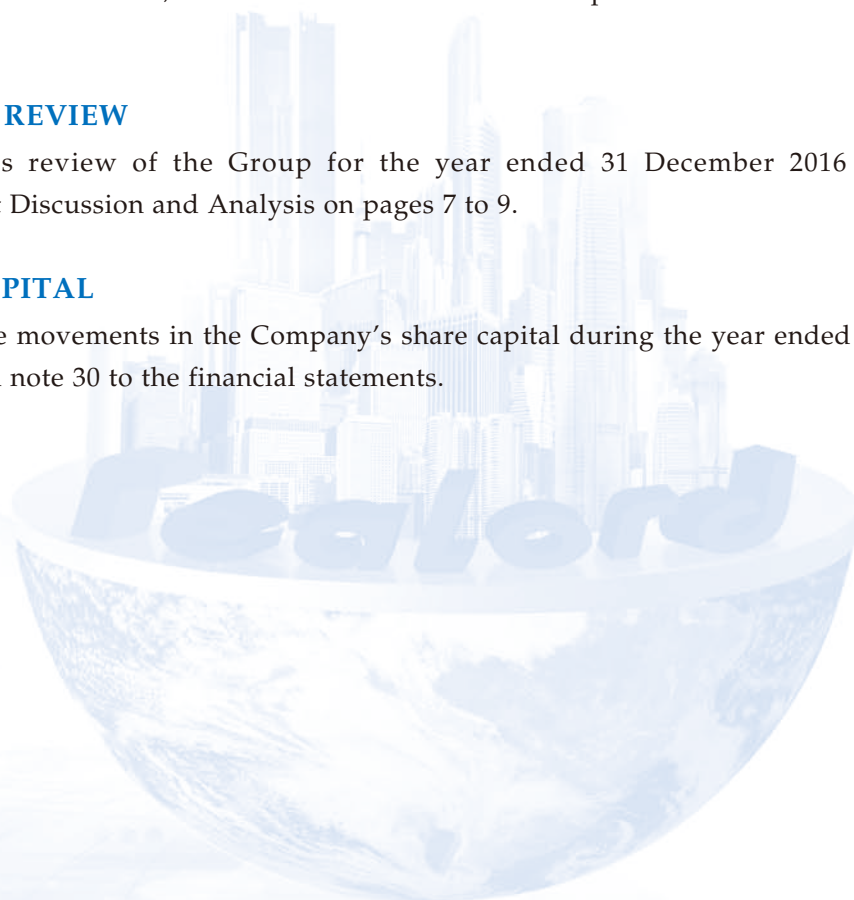 REVIEW
s review of the Group for the year ended 31 December 2016
Discussion and Analysis on pages 7 to 9.
PITAL
e movements in the Company's share capital during the year ended
note 30 to the financial statements.
realord